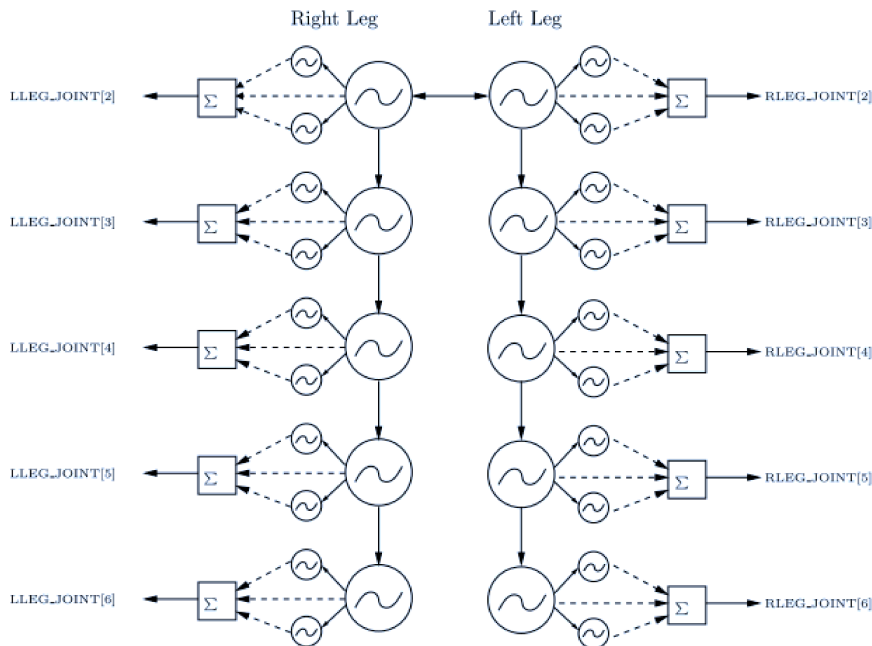 Right Leg
Left Leg
LLEG_JOINT[2]
Σ
Σ
RLEG_JOINT[2]
LLEG_JOINT[3]
Σ
Σ
RLEG_JOINT[3]
LLEG_JOINT[4]
Σ
Σ
RLEG_JOINT[4]
LLEG_JOINT[5]
Σ
Σ
RLEG_JOINT[5]
LLEG_JOINT[6]
Σ
Σ
RLEG_JOINT[6]